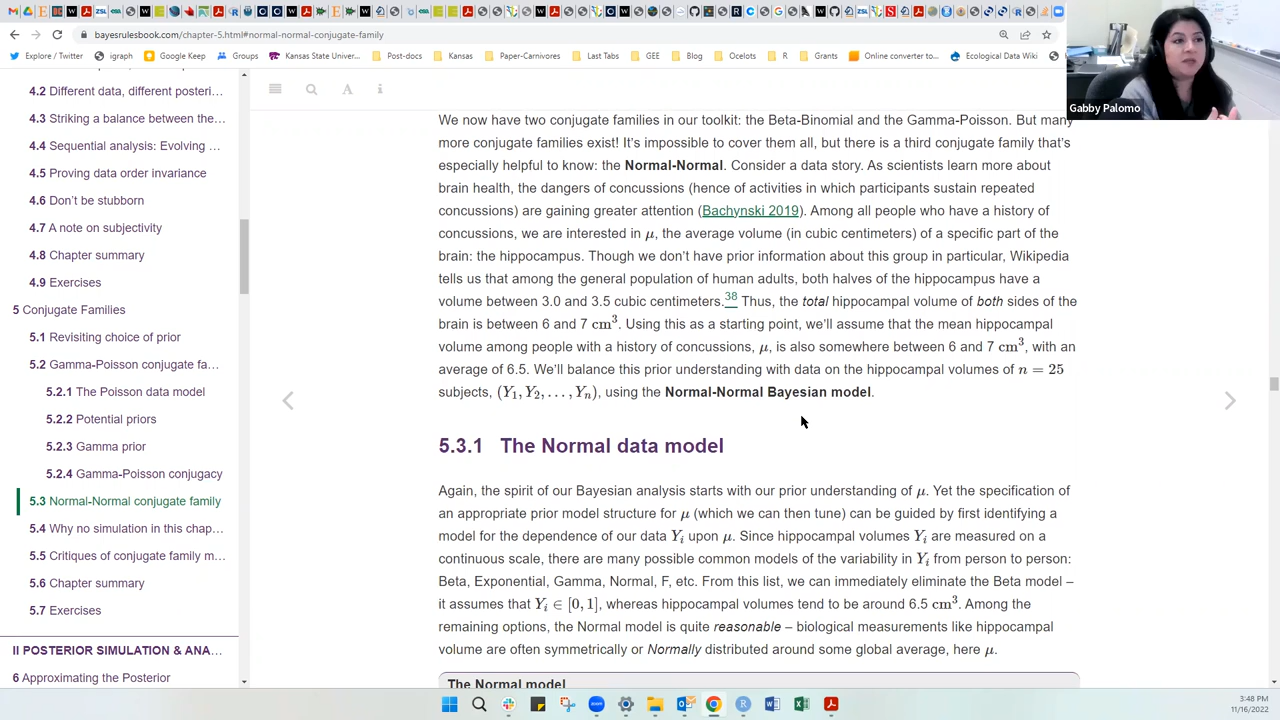 bayesrulesbook.com/chapter-5.html#normal-normal-conjugate-family
Explore / Twitter
igraph
Google Keep
Groups
Kansas State Univer...
Post-docs
Kansas
Paper-Carnivores
Last Tabs
GEE
Blog
Ocelots
R
Grants
Online converter to...
Ecological Data Wiki
Gabby Palomo
4.2 Different data, different posteri...
4.3 Striking a balance between the...
4.4 Sequential analysis: Evolving ...
4.5 Proving data order invariance
4.6 Don't be stubborn
4.7 A note on subjectivity
4.8 Chapter summary
4.9 Exercises
5 Conjugate Families
5.1 Revisiting choice of prior
5.2 Gamma-Poisson conjugate fa...
5.2.1 The Poisson data model
5.2.2 Potential priors
5.2.3 Gamma prior
5.2.4 Gamma-Poisson conjugacy
5.3 Normal-Normal conjugate family
5.4 Why no simulation in this chap...
5.5 Critiques of conjugate family m...
5.6 Chapter summary
5.7 Exercises
II POSTERIOR SIMULATION & ANA...
6 Approximating the Posterior
We now have two conjugate families in our toolkit: the Beta-Binomial and the Gamma-Poisson. But many
more conjugate families exist! It's impossible to cover them all, but there is a third conjugate family that's
especially helpful to know: the Normal-Normal. Consider a data story. As scientists learn more about
brain health, the dangers of concussions (hence of activities in which participants sustain repeated
concussions) are gaining greater attention (Bachynski 2019). Among all people who have a history of
concussions, we are interested in μ, the average volume (in cubic centimeters) of a specific part of the
brain: the hippocampus. Though we don't have prior information about this group in particular, Wikipedia
tells us that among the general population of human adults, both halves of the hippocampus have a
volume between 3.0 and 3.5 cubic centimeters.38 Thus, the total hippocampal volume of both sides of the
brain is between 6 and 7 cm³. Using this as a starting point, we'll assume that the mean hippocampal
volume among people with a history of concussions, μ, is also somewhere between 6 and 7 cm³, with an
average of 6.5. We'll balance this prior understanding with data on the hippocampal volumes of n = 25
subjects, (Y₁, Y₂, …, Yₙ), using the Normal-Normal Bayesian model.
5.3.1 The Normal data model
Again, the spirit of our Bayesian analysis starts with our prior understanding of μ. Yet the specification of
an appropriate prior model structure for μ (which we can then tune) can be guided by first identifying a
model for the dependence of our data Yᵢ upon μ. Since hippocampal volumes Yᵢ are measured on a
continuous scale, there are many possible common models of the variability in Yᵢ from person to person:
Beta, Exponential, Gamma, Normal, F, etc. From this list, we can immediately eliminate the Beta model –
it assumes that Yᵢ ∈ [0, 1], whereas hippocampal volumes tend to be around 6.5 cm³. Among the
remaining options, the Normal model is quite reasonable – biological measurements like hippocampal
volume are often symmetrically or Normally distributed around some global average, here μ.
The Normal model
3:48 PM
11/16/2022